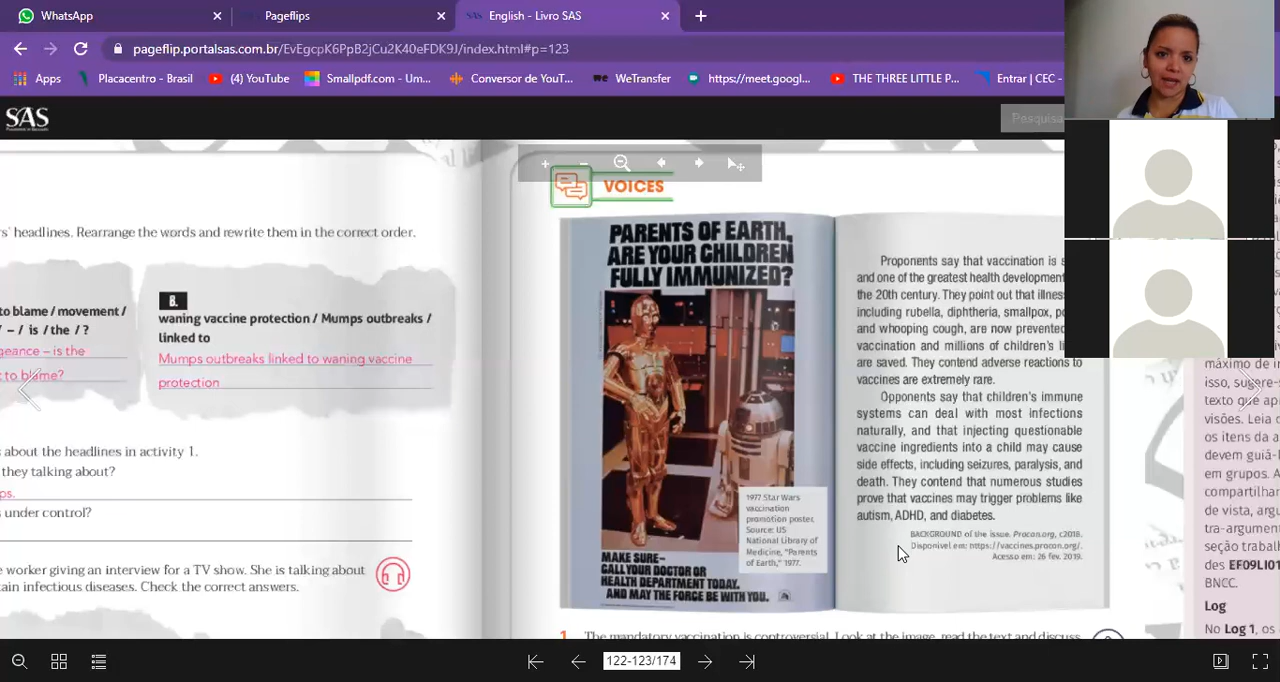 WhatsApp
Pageflips
English - Livro SAS
pageflip.portalsas.com.br/EvEgcpK6PpB2jCu2K40eFDK9J/index.html#p=123
Apps
Placacentro - Brasil
(4) YouTube
Smallpdf.com - Um...
Conversor de YouT...
WeTransfer
https://meet.googl...
THE THREE LITTLE P...
Entrar | CEC -
SAS
Pesquisa
rs' headlines. Rearrange the words and rewrite them in the correct order.
to blame / movement /
/ – / is / the / ?
geance – is the
t to blame?
B.
waning vaccine protection / Mumps outbreaks /
linked to
Mumps outbreaks linked to waning vaccine
protection
s about the headlines in activity 1.
they talking about?
ps.
s under control?
e worker giving an interview for a TV show. She is talking about
tain infectious diseases. Check the correct answers.
VOICES
PARENTS OF EARTH,
ARE YOUR CHILDREN
FULLY IMMUNIZED?
1977 Star Wars
vaccination
promotion poster.
Source: US
National Library of
Medicine, "Parents
of Earth," 1977.
MAKE SURE–
CALL YOUR DOCTOR OR
HEALTH DEPARTMENT TODAY.
AND MAY THE FORCE BE WITH YOU.
Proponents say that vaccination is s
and one of the greatest health development
the 20th century. They point out that illness
including rubella, diphtheria, smallpox, po
and whooping cough, are now prevented
vaccination and millions of children's li
are saved. They contend adverse reactions to
vaccines are extremely rare.
Opponents say that children's immune
systems can deal with most infections
naturally, and that injecting questionable
vaccine ingredients into a child may cause
side effects, including seizures, paralysis, and
death. They contend that numerous studies
prove that vaccines may trigger problems like
autism, ADHD, and diabetes.
BACKGROUND of the issue. Procon.org, c2018.
Disponível em: https://vaccines.procon.org/.
Acesso em: 26 fev. 2019.
1 The mandatory vaccination is controversial. Look at the image, read the text and discuss
máximo de in
isso, sugere-s
texto que ap
visões. Leia c
os itens da a
devem guiá-l
em grupos. A
compartilhar
de vista, argu
tra-argumen
seção trabal
des EF09LI01
BNCC.
Log
No Log 1, os
122-123/174